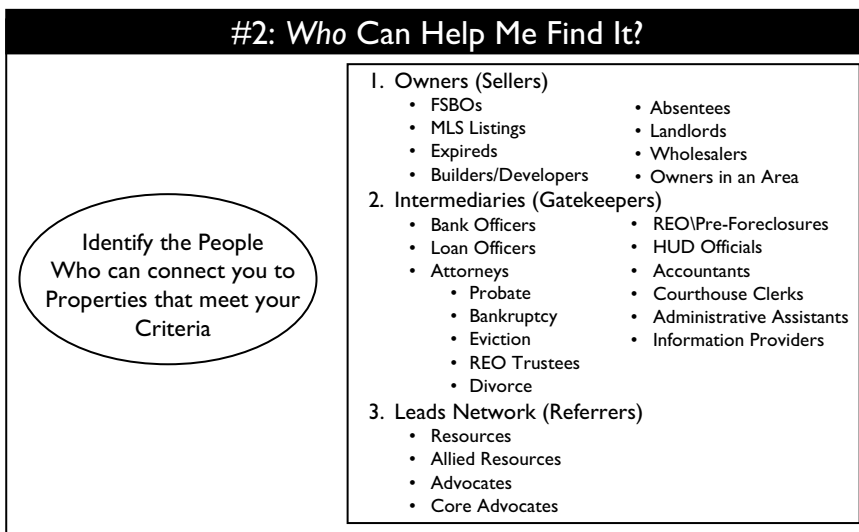 #2: Who Can Help Me Find It?
Identify the People
Who can connect you to
Properties that meet your
Criteria
1. Owners (Sellers)
• FSBOs
• MLS Listings
• Expireds
• Builders/Developers
• Absentees
• Landlords
• Wholesalers
• Owners in an Area
2. Intermediaries (Gatekeepers)
• Bank Officers
• Loan Officers
• Attorneys
• Probate
• Bankruptcy
• Eviction
• REO Trustees
• Divorce
• REO\Pre-Foreclosures
• HUD Officials
• Accountants
• Courthouse Clerks
• Administrative Assistants
• Information Providers
3. Leads Network (Referrers)
• Resources
• Allied Resources
• Advocates
• Core Advocates